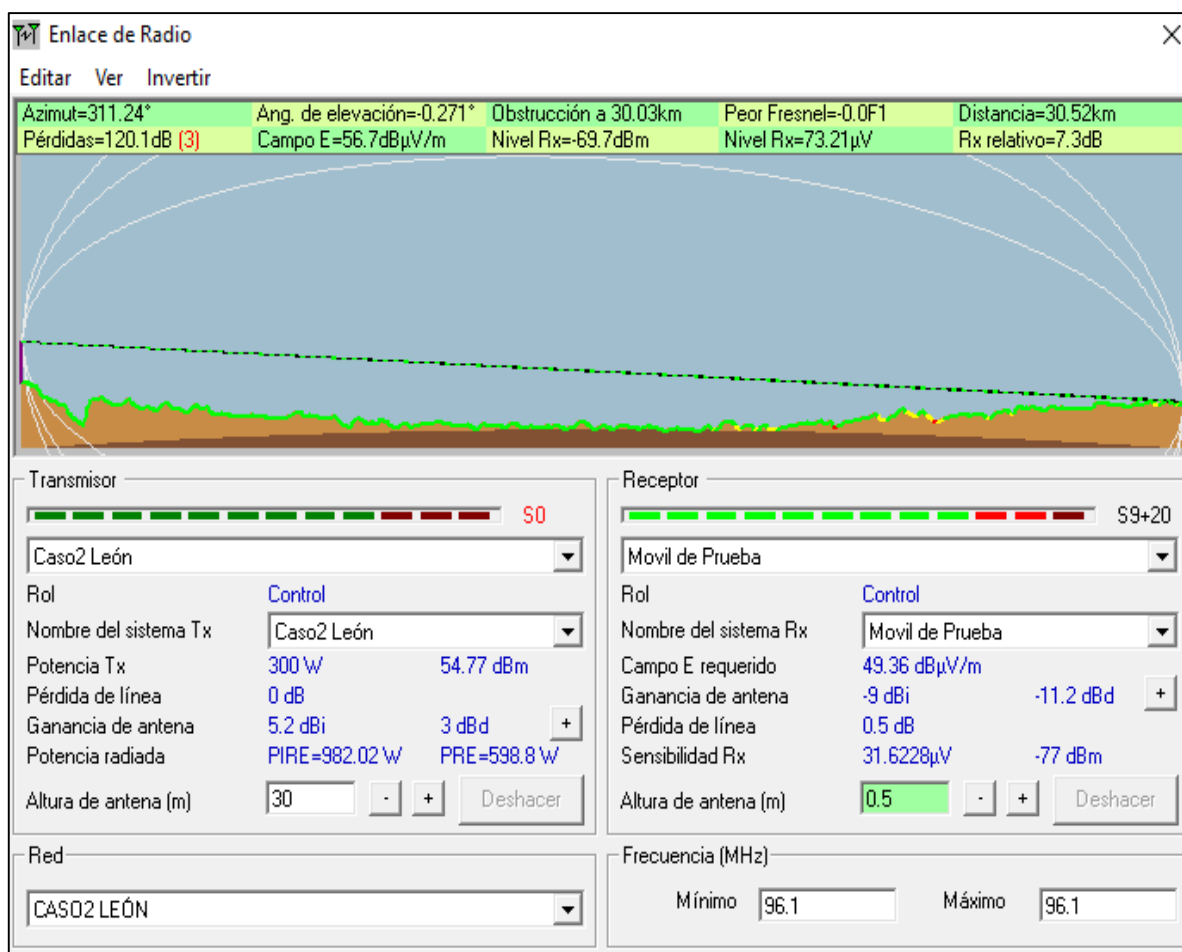 Enlace de Radio
Editar Ver Invertir
Azimut=311.24° Ang. de elevación=-0.271° Obstrucción a 30.03km Peor Fresnel=-0.0F1 Distancia=30.52km
Pérdidas=120.1dB (3) Campo E=56.7dBµV/m Nivel Rx=-69.7dBm Nivel Rx=73.21µV Rx relativo=7.3dB
Transmisor
S0
Caso2 León
Rol Control
Nombre del sistema Tx Caso2 León
Potencia Tx 300 W 54.77 dBm
Pérdida de línea 0 dB
Ganancia de antena 5.2 dBi 3 dBd +
Potencia radiada PIRE=982.02 W PRE=598.8 W
Altura de antena (m) 30 - + Deshacer
Receptor
S9+20
Movil de Prueba
Rol Control
Nombre del sistema Rx Movil de Prueba
Campo E requerido 49.36 dBµV/m
Ganancia de antena -9 dBi -11.2 dBd +
Pérdida de línea 0.5 dB
Sensibilidad Rx 31.6228µV -77 dBm
Altura de antena (m) 0.5 - + Deshacer
Red
CASO2 LEÓN
Frecuencia (MHz)
Mínimo 96.1 Máximo 96.1